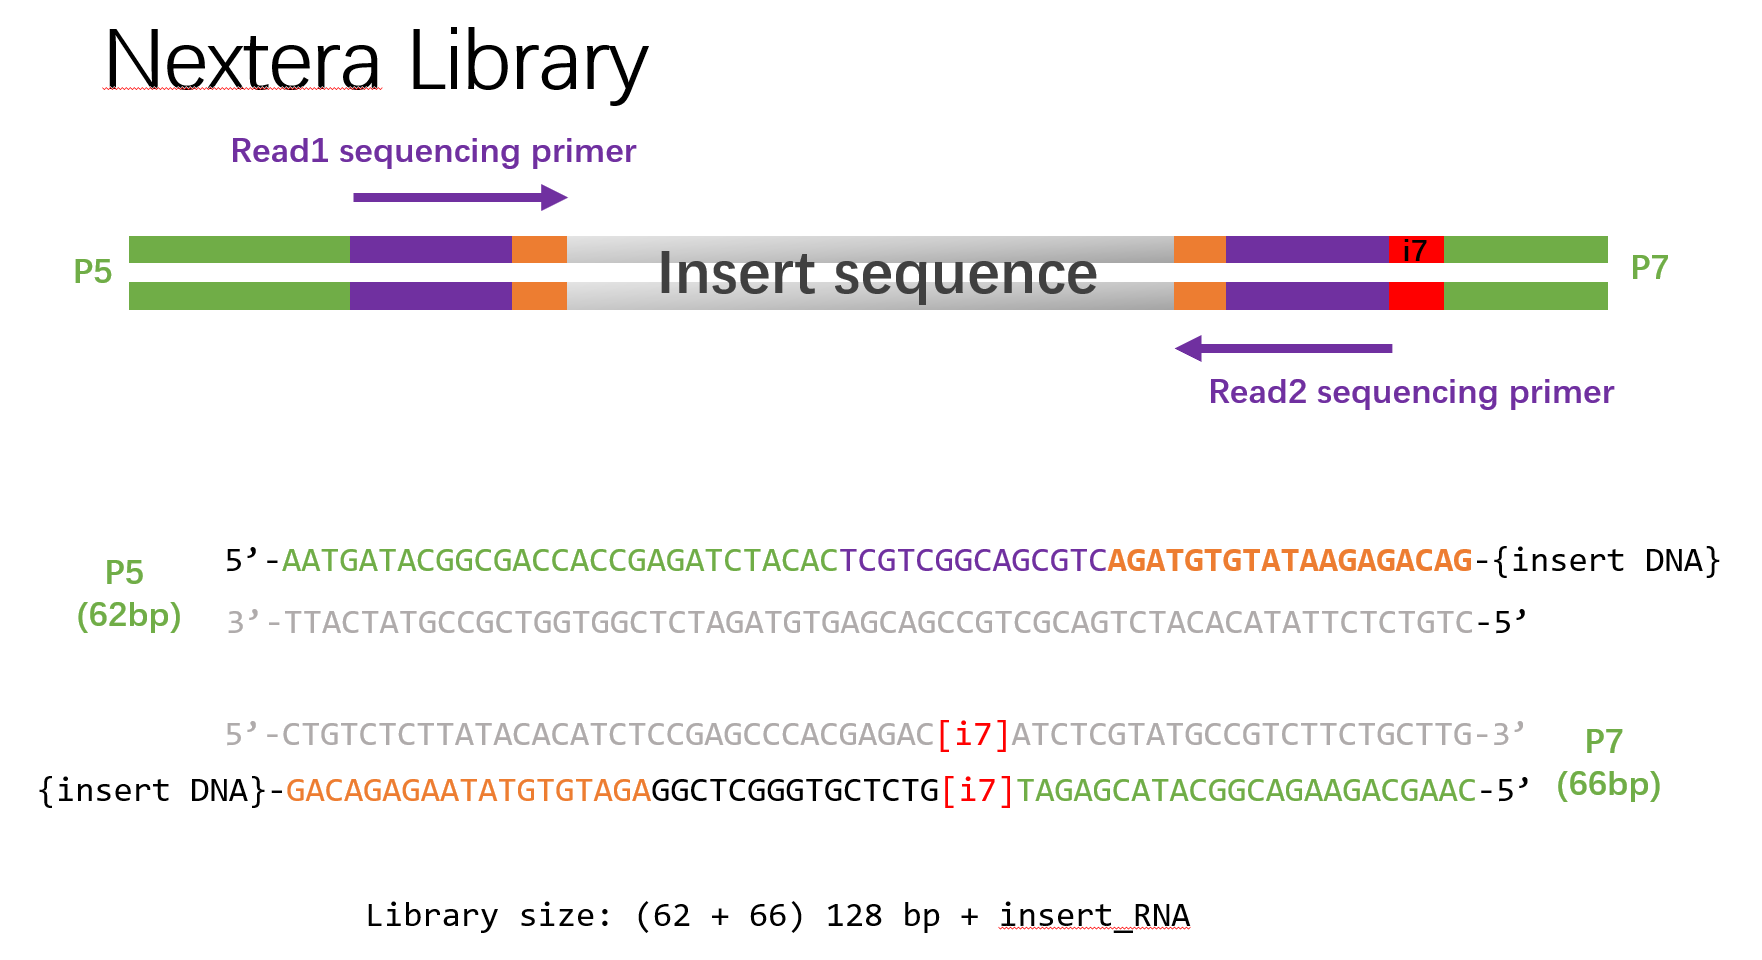 Nextera Library
Read1 sequencing primer
P5
i7
Insert sequence
P7
Read2 sequencing primer
P5
(62bp)
5’-AATGATACGGCGACCACCGAGATCTACACTCGTCGGCAGCGTCAGATGTGTATAAGAGACAG-{insert DNA}
3’-TTACTATGCCGCTGGTGGCTCTAGATGTGAGCAGCCGTCGCAGTCTACACATATTCTCTGTC-5’
5’-CTGTCTCTTATACACATCTCCGAGCCCACGAGAC[i7]ATCTCGTATGCCGTCTTCTGCTTG-3’
{insert DNA}-GACAGAGAATATGTGTAGAGGCTCGGGTGCTCTG[i7]TAGAGCATACGGCAGAAGACGAAC-5’
P7
(66bp)
Library size: (62 + 66) 128 bp + insert_RNA